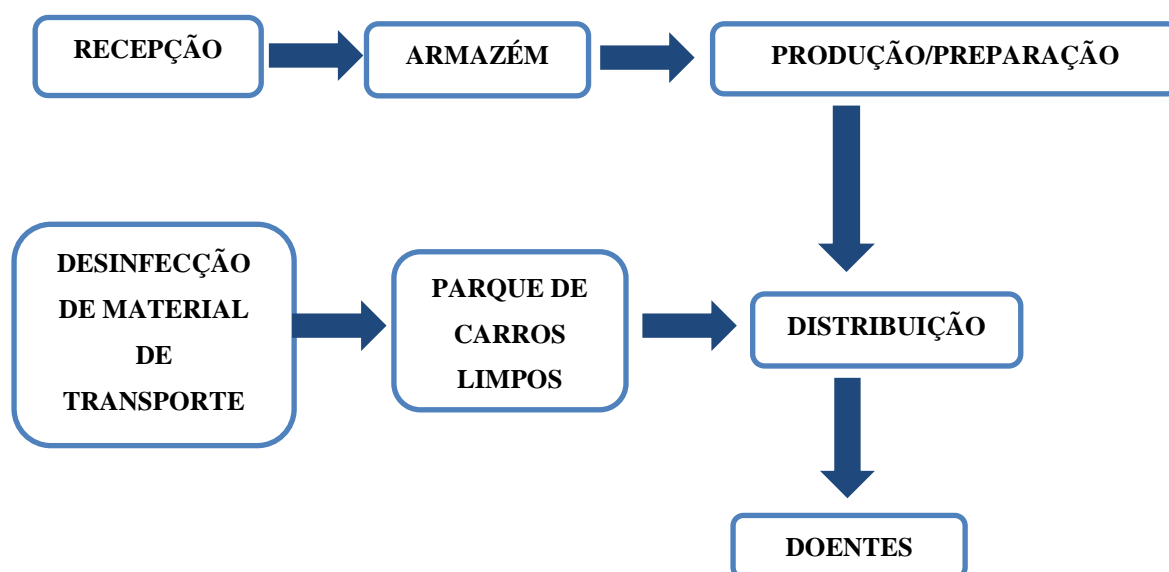 RECEPÇÃO
ARMAZÉM
PRODUÇÃO/PREPARAÇÃO
DESINFECÇÃO
DE MATERIAL
DE
TRANSPORTE
PARQUE DE
CARROS
LIMPOS
DISTRIBUIÇÃO
DOENTES